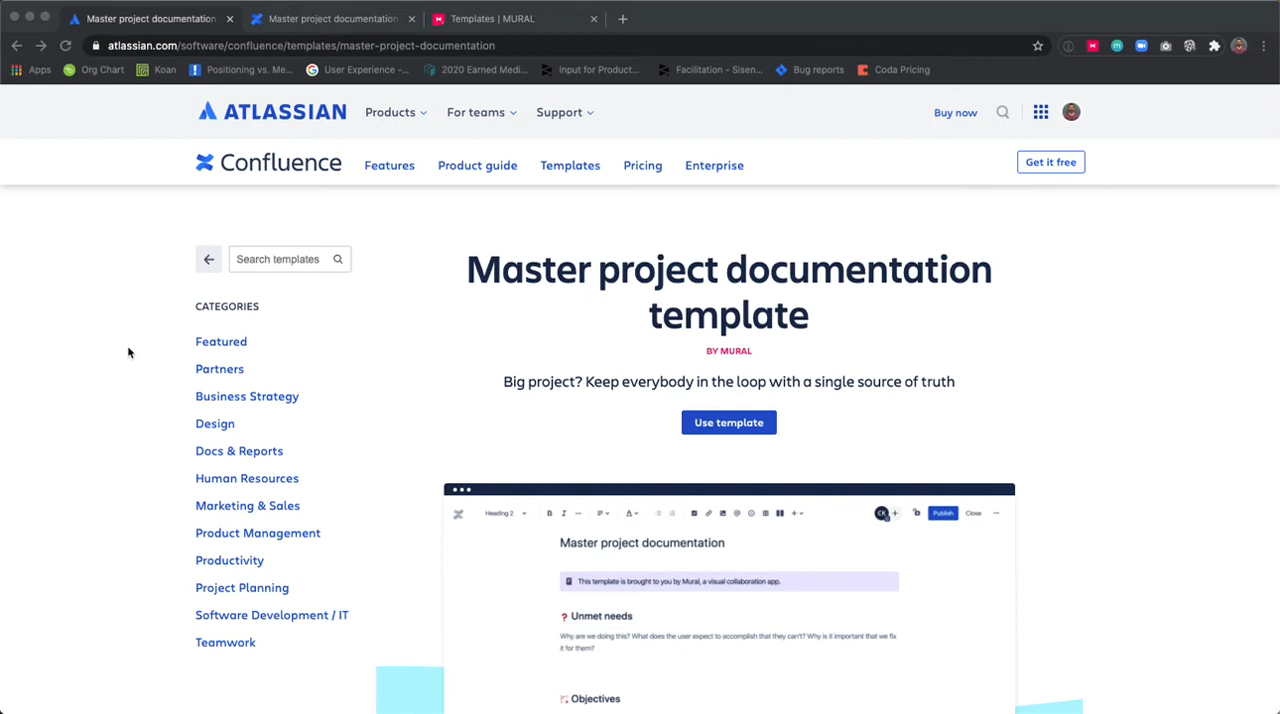 Master project documentation
Master project documentation
Templates | MURAL
atlassian.com/software/confluence/templates/master-project-documentation
Apps
Org Chart
Koan
Positioning vs. Me...
User Experience -...
2020 Earned Medi...
Input for Product...
Facilitation - Sisen...
Bug reports
Coda Pricing
ATLASSIAN
Products
For teams
Support
Buy now
Confluence
Features
Product guide
Templates
Pricing
Enterprise
Get it free
Search templates
CATEGORIES
Featured
Partners
Business Strategy
Design
Docs & Reports
Human Resources
Marketing & Sales
Product Management
Productivity
Project Planning
Software Development / IT
Teamwork
Master project documentation
template
BY MURAL
Big project? Keep everybody in the loop with a single source of truth
Use template
Heading 2
B I
A
CK
Publish
Close
Master project documentation
This template is brought to you by Mural, a visual collaboration app.
❓ Unmet needs
Why are we doing this? What does the user expect to accomplish that they can't? Why is it important that we fix
it for them?
Objectives